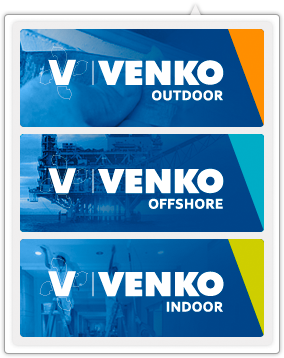 V | VENKO
OUTDOOR
V | VENKO
OFFSHORE
V | VENKO
INDOOR